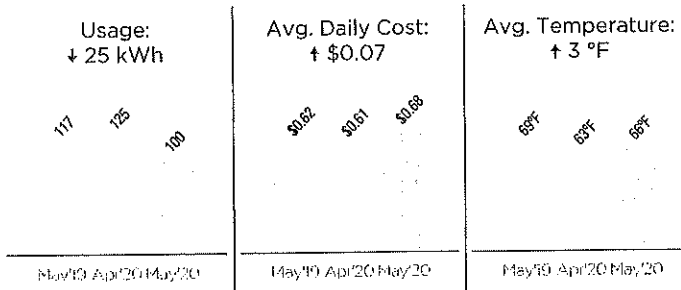 Usage:
↓ 25 kWh
117
125
100
May'19 Apr'20 May'20
Avg. Daily Cost:
↑ $0.07
$0.62
$0.61
$0.68
May'19 Apr'20 May'20
Avg. Temperature:
↑ 3 °F
69°F
63°F
66°F
May'19 Apr'20 May'20